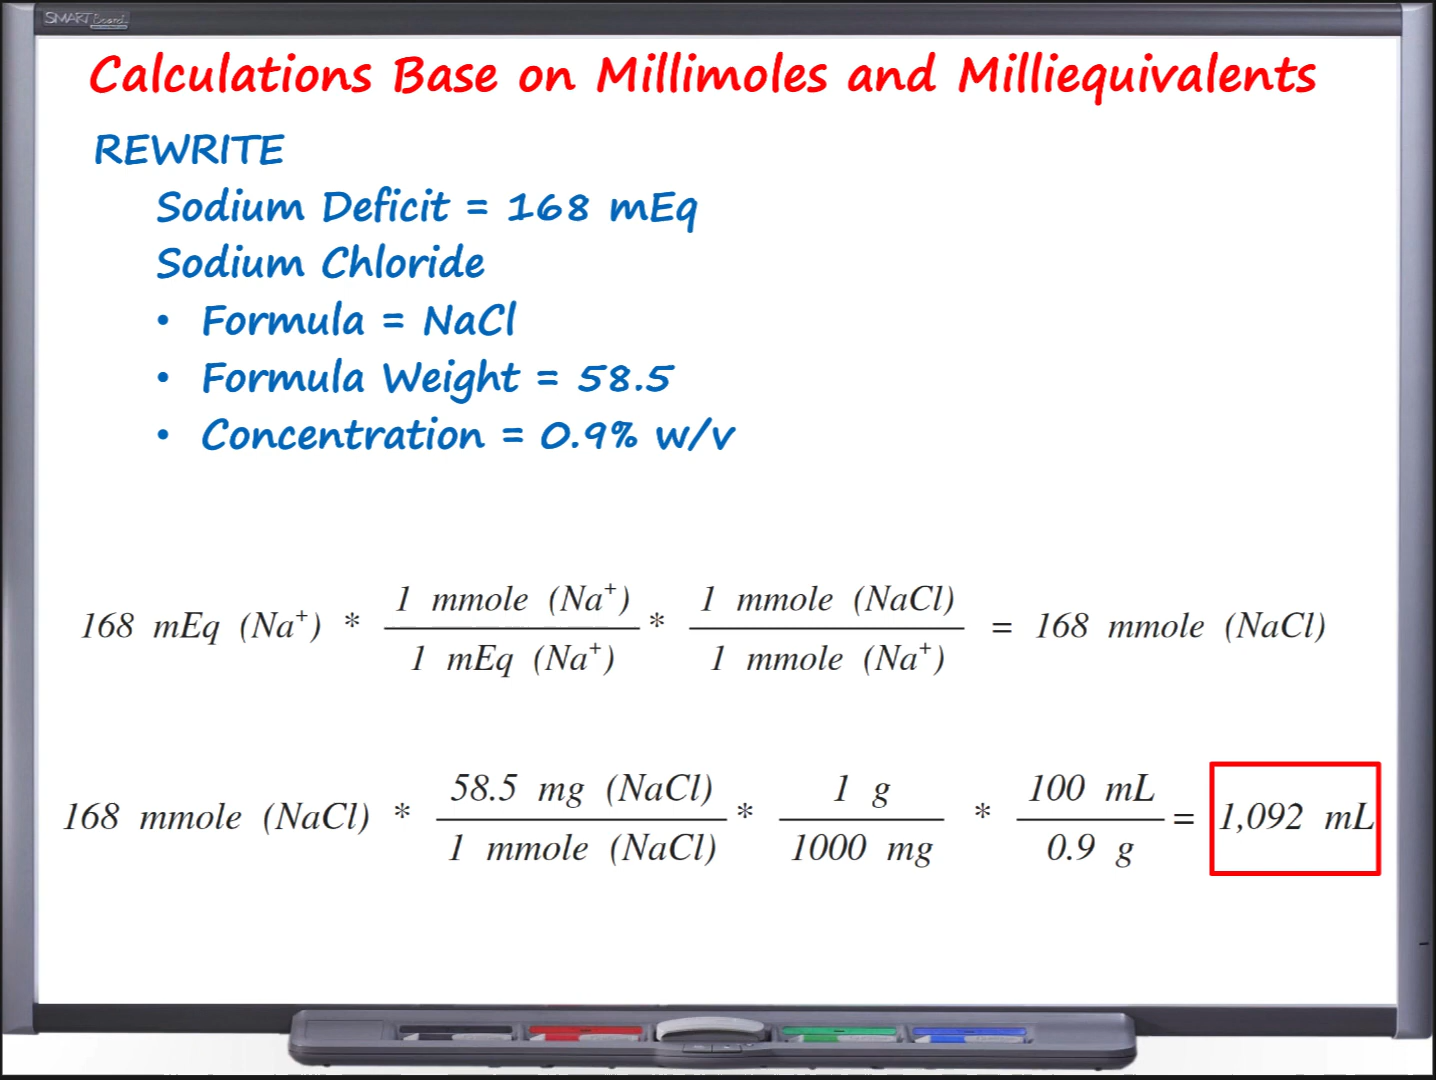 SMART Board
Calculations Base on Millimoles and Milliequivalents
REWRITE
Sodium Deficit = 168 mEq
Sodium Chloride
• Formula = NaCl
• Formula Weight = 58.5
• Concentration = 0.9% w/v
168 mEq (Na⁺) * 1 mmole (Na⁺) / 1 mEq (Na⁺) * 1 mmole (NaCl) / 1 mmole (Na⁺) = 168 mmole (NaCl)
168 mmole (NaCl) * 58.5 mg (NaCl) / 1 mmole (NaCl) * 1 g / 1000 mg * 100 mL / 0.9 g = 1,092 mL